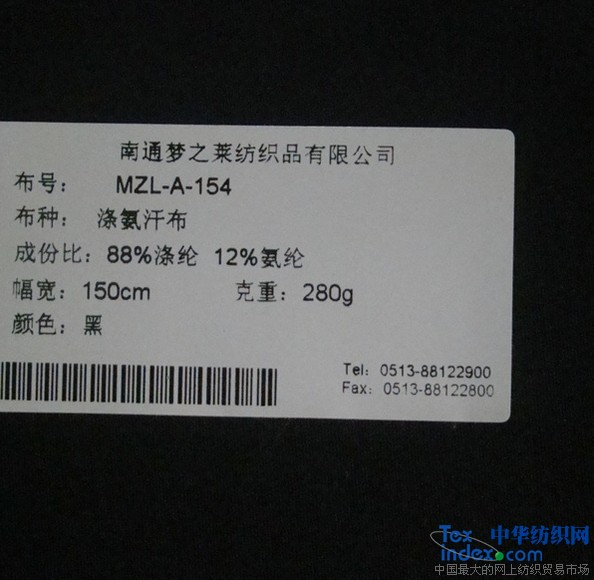 南通梦之莱纺织品有限公司
布号： MZL-A-154
布种： 涤氨汗布
成份比：88%涤纶 12%氨纶
幅宽：150cm 克重：280g
颜色：黑
Tel：0513-88122900
Fax：0513-88122800
Tex 中华纺织网
index.com
中国最大的网上纺织贸易市场